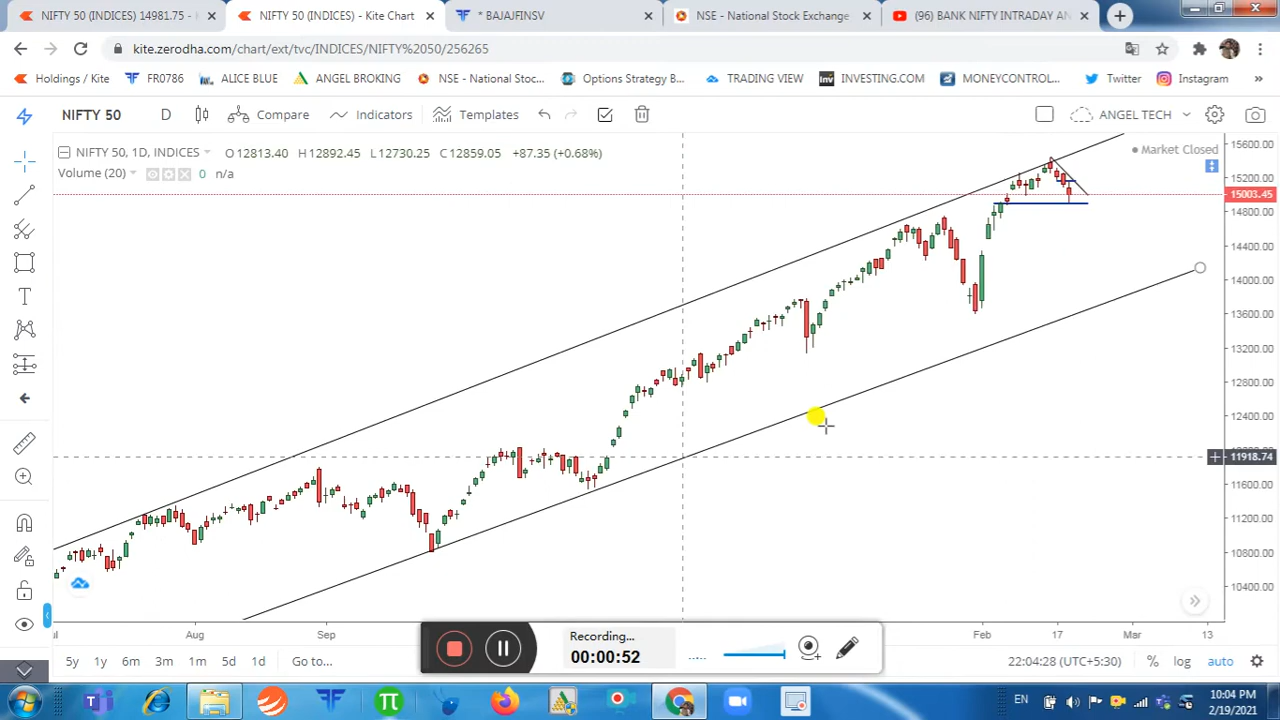 NIFTY 50 (INDICES) 14981.75 -
NIFTY 50 (INDICES) - Kite Chart
* BAJAJFINSV
NSE - National Stock Exchange
(96) BANK NIFTY INTRADAY AN
kite.zerodha.com/chart/ext/tvc/INDICES/NIFTY%2050/256265
Holdings / Kite
FR0786
ALICE BLUE
ANGEL BROKING
NSE - National Stoc...
Options Strategy B...
TRADING VIEW
INVESTING.COM
MONEYCONTROL...
Twitter
Instagram
»
NIFTY 50
D
Compare
Indicators
Templates
ANGEL TECH
NIFTY 50, 1D, INDICES
O12813.40 H12892.45 L12730.25 C12859.05 +87.35 (+0.68%)
Market Closed
Volume (20)
0 n/a
15600.00
15200.00
15003.45
14800.00
14400.00
14000.00
13600.00
13200.00
12800.00
12400.00
11918.74
11600.00
11200.00
10800.00
10400.00
Aug
Sep
Feb
17
Mar
13
Recording...
00:00:52
5y 1y 6m 3m 1m 5d 1d Go to...
22:04:28 (UTC+5:30) % log auto
EN
10:04 PM
2/19/2021